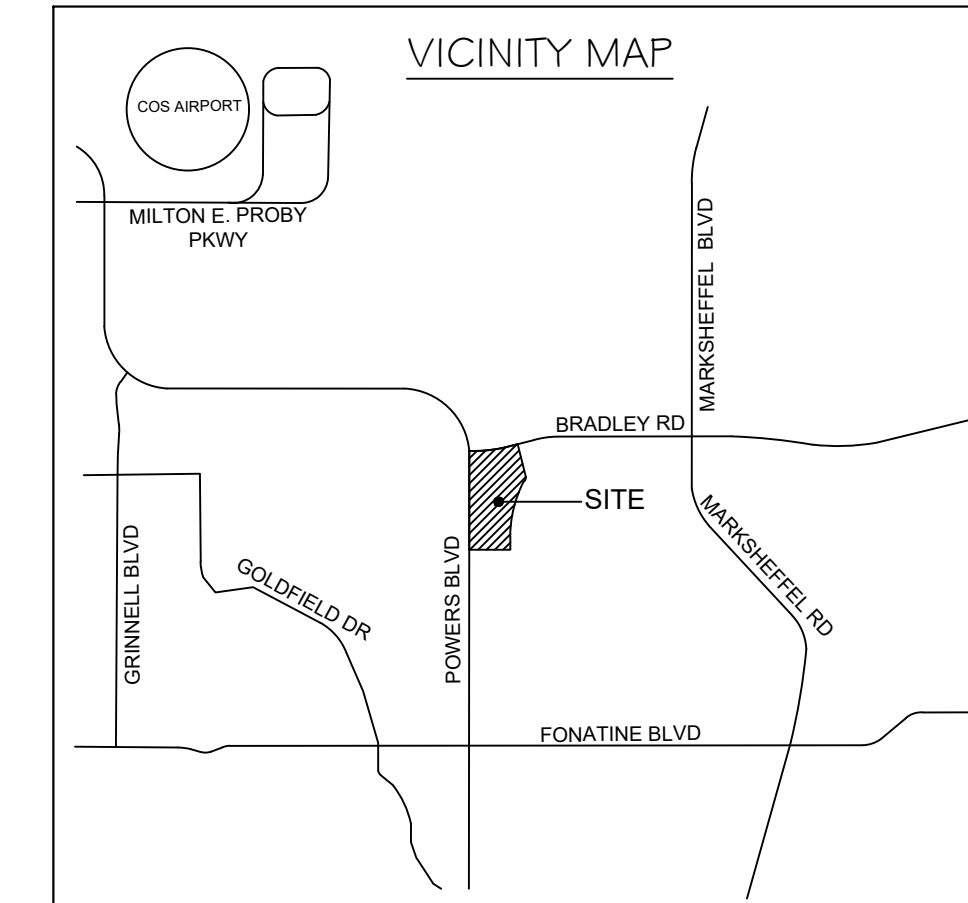 VICINITY MAP
COS AIRPORT
MILTON E. PROBY
PKWY
MARKSHEFFEL BLVD
BRADLEY RD
SITE
MARKSHEFFEL RD
GRINNELL BLVD
GOLDFIELD DR
POWERS BLVD
FONATINE BLVD